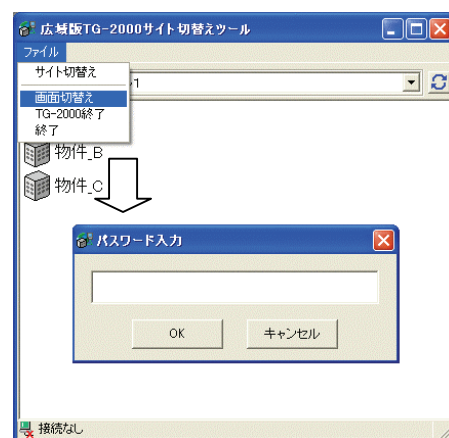 広域版TG-2000サイト切替えツール
ファイル
サイト切替え
1
画面切替え
TG-2000終了
終了
物件_B
物件_C
パスワード入力
OK
キャンセル
接続なし